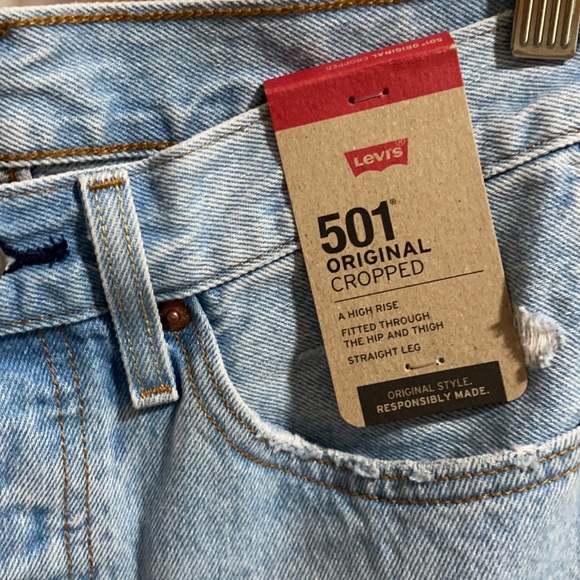 501® ORIGINAL CROPPED
Levi's®
501®
ORIGINAL
CROPPED
A HIGH RISE
FITTED THROUGH
THE HIP AND THIGH
STRAIGHT LEG
ORIGINAL STYLE.
RESPONSIBLY MADE.